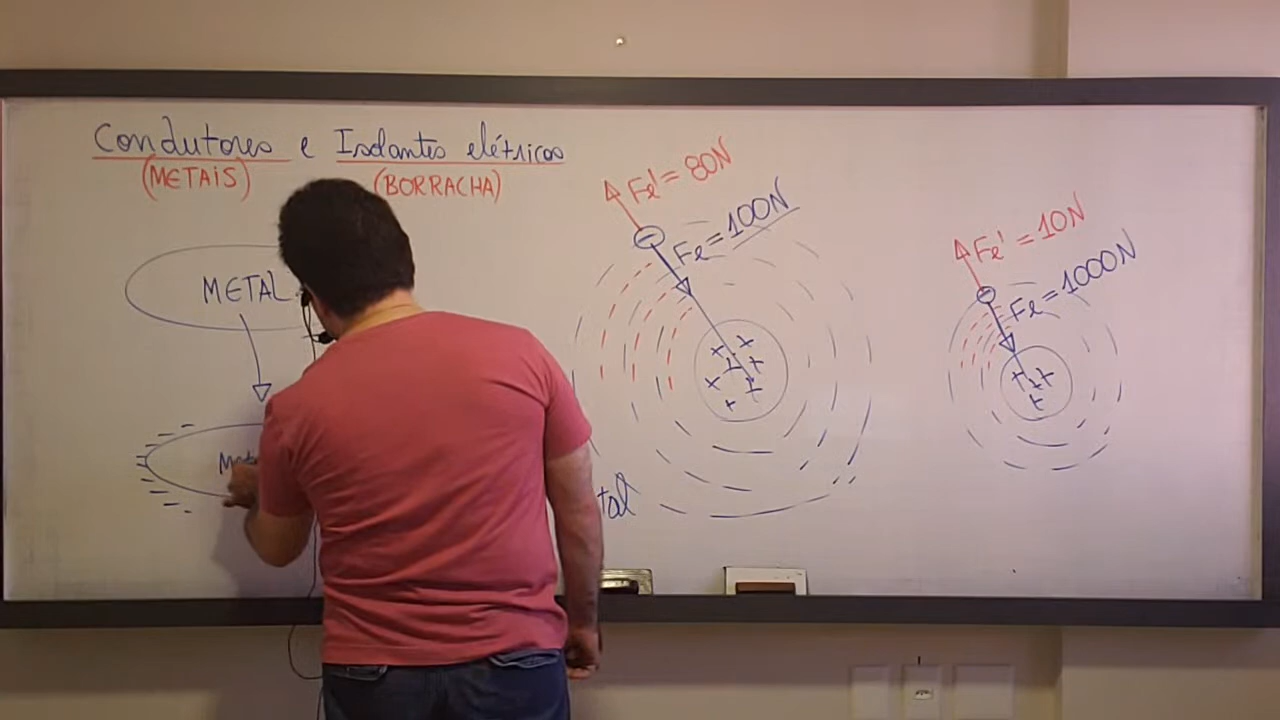 Condutores e Isolantes elétricos
(METAIS) (BORRACHA)
METAL
Fe' = 80N
Fe = 100N
Fe' = 10N
Fe = 1000N